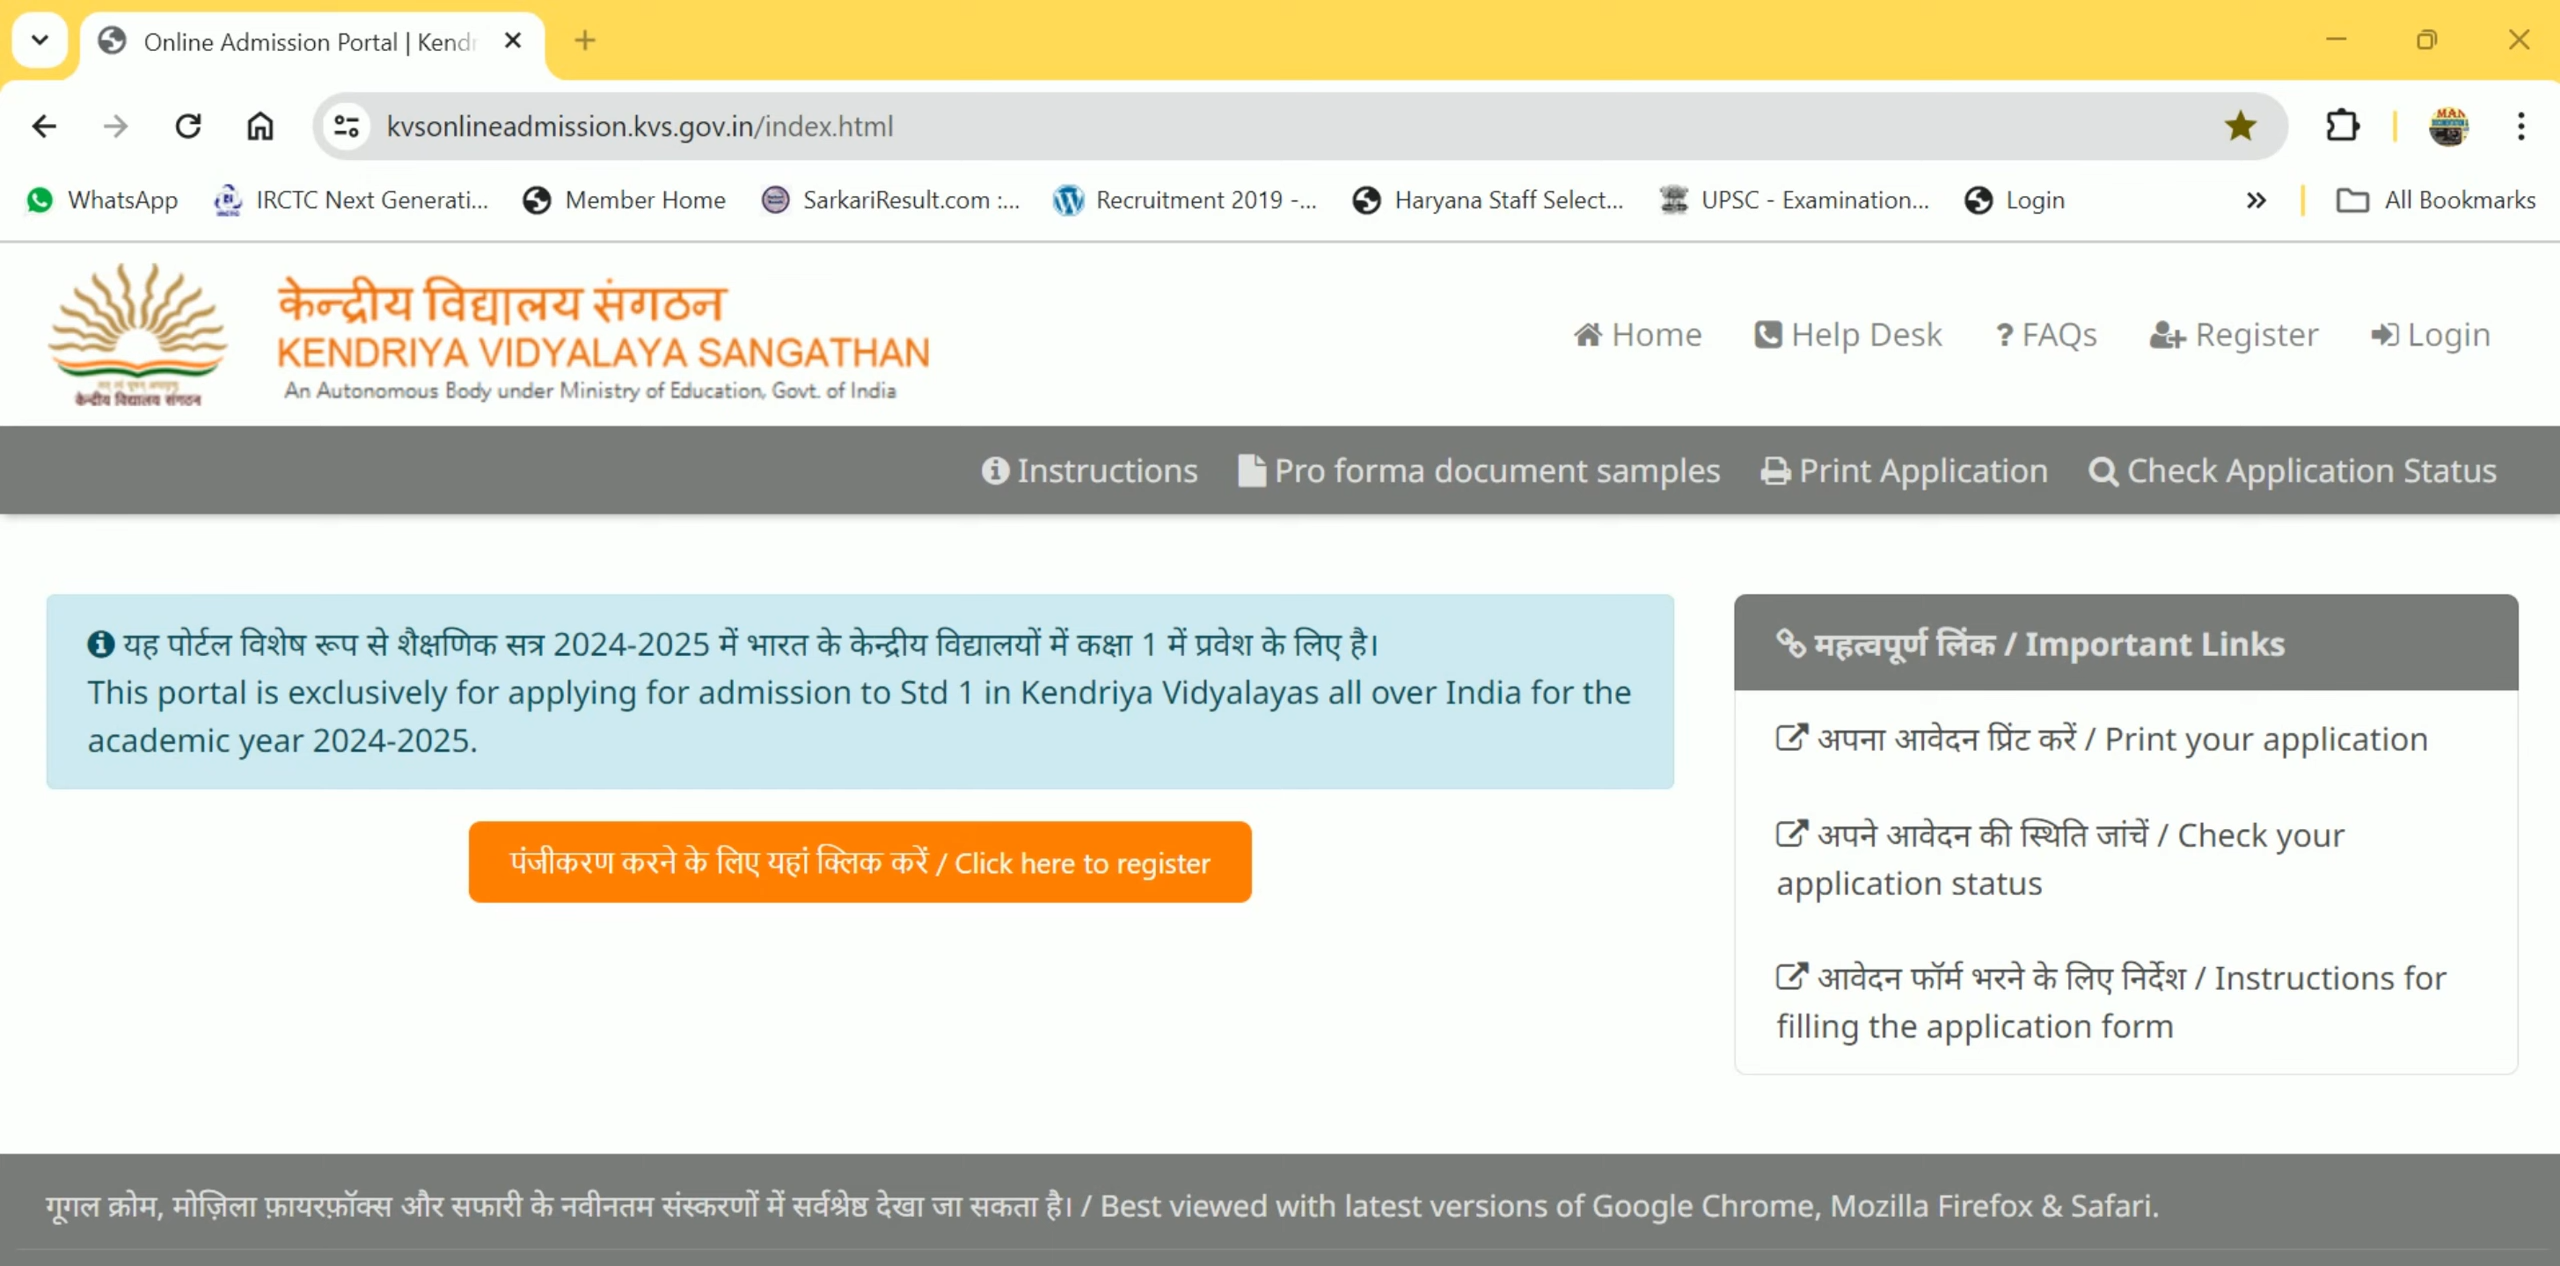 Online Admission Portal | Kend
kvsonlineadmission.kvs.gov.in/index.html
MAN
WhatsApp IRCTC Next Generati... Member Home SarkariResult.com :... Recruitment 2019 -... Haryana Staff Select... UPSC - Examination... Login » All Bookmarks
केन्द्रीय विद्यालय संगठन
KENDRIYA VIDYALAYA SANGATHAN
An Autonomous Body under Ministry of Education, Govt. of India
केन्द्रीय विद्यालय संगठन
Home Help Desk ? FAQs Register Login
Instructions Pro forma document samples Print Application Check Application Status
यह पोर्टल विशेष रूप से शैक्षणिक सत्र 2024-2025 में भारत के केन्द्रीय विद्यालयों में कक्षा 1 में प्रवेश के लिए है।
This portal is exclusively for applying for admission to Std 1 in Kendriya Vidyalayas all over India for the
academic year 2024-2025.
पंजीकरण करने के लिए यहां क्लिक करें / Click here to register
महत्वपूर्ण लिंक / Important Links
अपना आवेदन प्रिंट करें / Print your application
अपने आवेदन की स्थिति जांचें / Check your
application status
आवेदन फॉर्म भरने के लिए निर्देश / Instructions for
filling the application form
गूगल क्रोम, मोज़िला फ़ायरफ़ॉक्स और सफारी के नवीनतम संस्करणों में सर्वश्रेष्ठ देखा जा सकता है। / Best viewed with latest versions of Google Chrome, Mozilla Firefox & Safari.